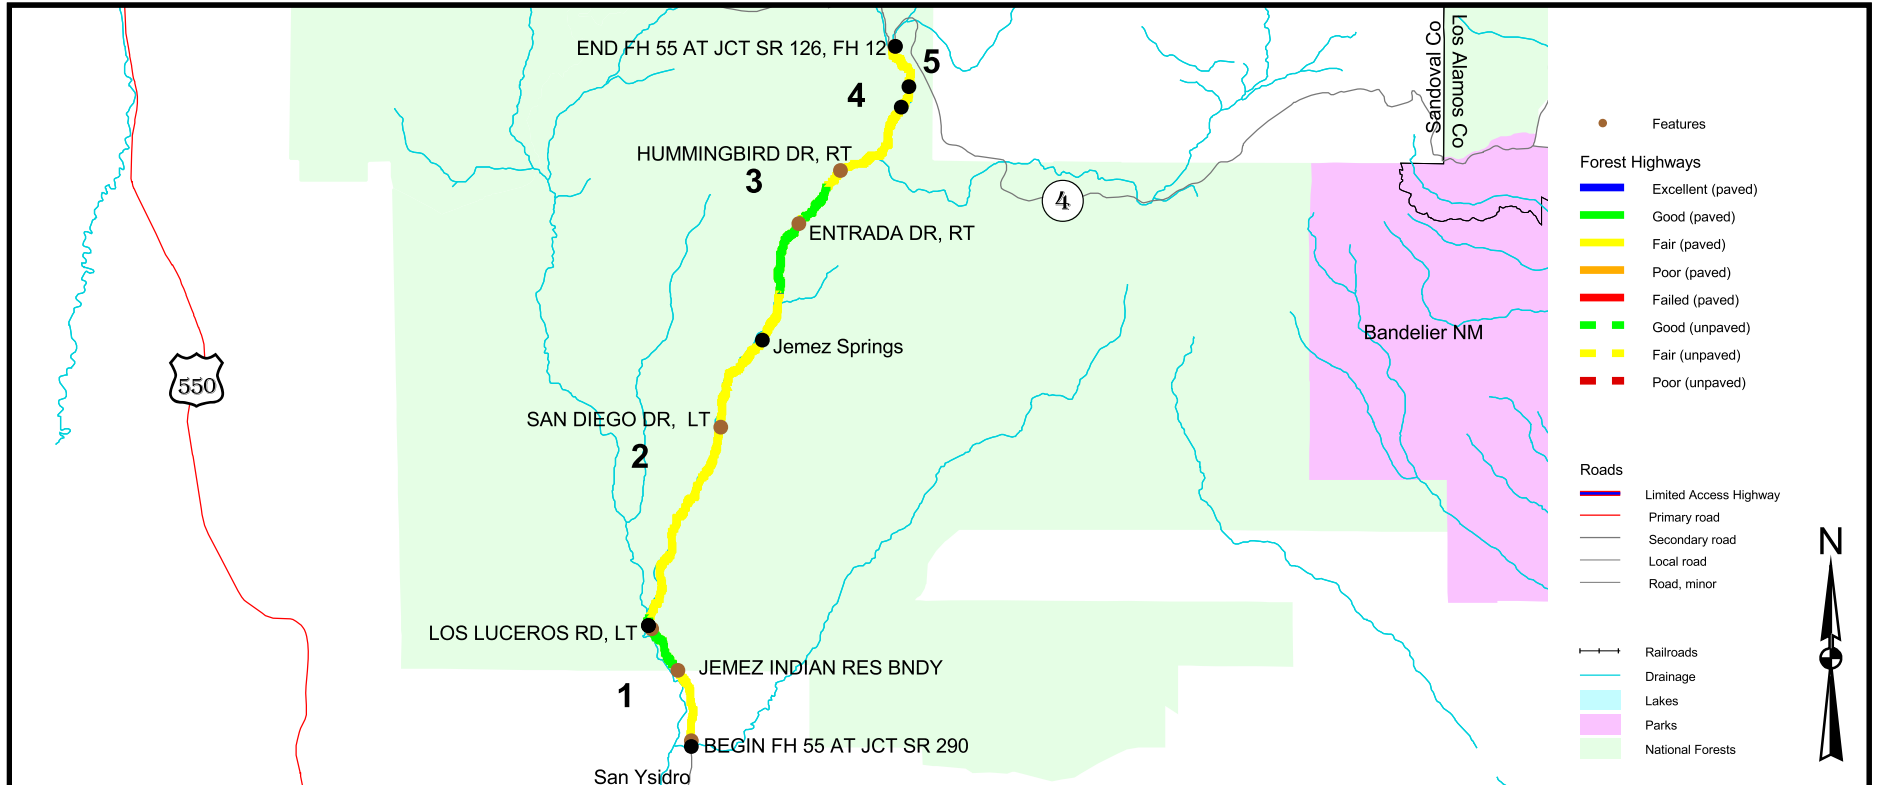 END FH 55 AT JCT SR 126, FH 12
5
4
HUMMINGBIRD DR, RT
3
ENTRADA DR, RT
4
Sandoval Co
Los Alamos Co
550
Jemez Springs
Bandelier NM
SAN DIEGO DR, LT
2
LOS LUCEROS RD, LT
JEMEZ INDIAN RES BNDY
1
BEGIN FH 55 AT JCT SR 290
San Ysidro
Features
Forest Highways
Excellent (paved)
Good (paved)
Fair (paved)
Poor (paved)
Failed (paved)
Good (unpaved)
Fair (unpaved)
Poor (unpaved)
Roads
Limited Access Highway
Primary road
Secondary road
Local road
Road, minor
Railroads
Drainage
Lakes
Parks
National Forests
N